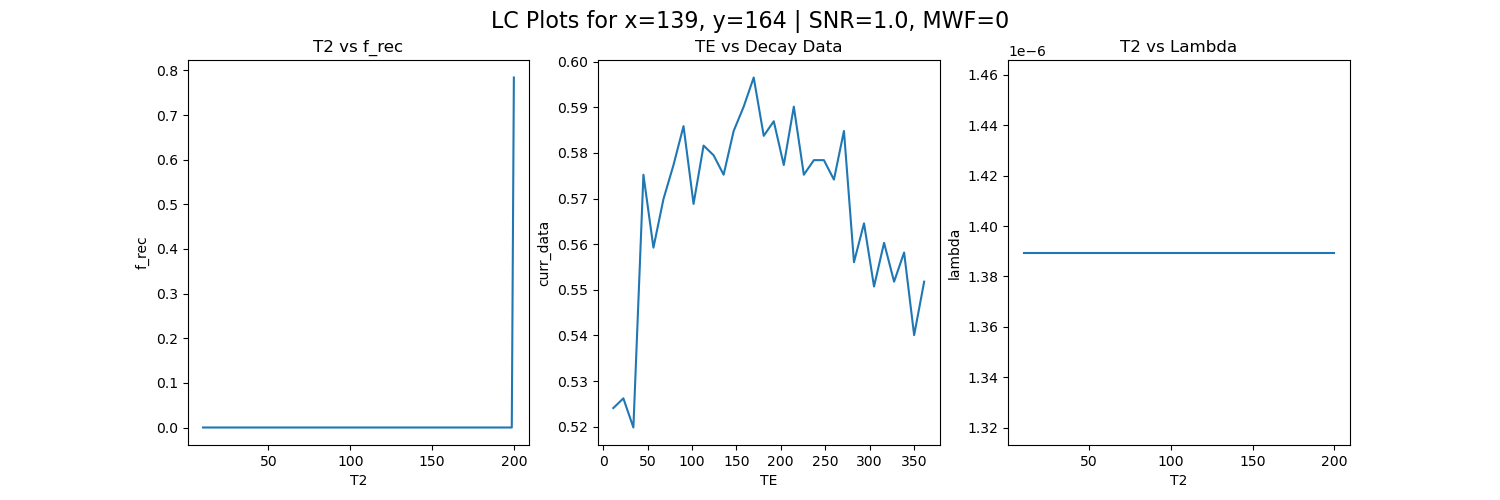 LC Plots for x=139, y=164 | SNR=1.0, MWF=0
T2 vs f_rec
f_rec
0.8
0.7
0.6
0.5
0.4
0.3
0.2
0.1
0.0
50 100 150 200
T2
TE vs Decay Data
curr_data
0.60
0.59
0.58
0.57
0.56
0.55
0.54
0.53
0.52
0 50 100 150 200 250 300 350
TE
T2 vs Lambda
1e−6
lambda
1.46
1.44
1.42
1.40
1.38
1.36
1.34
1.32
50 100 150 200
T2